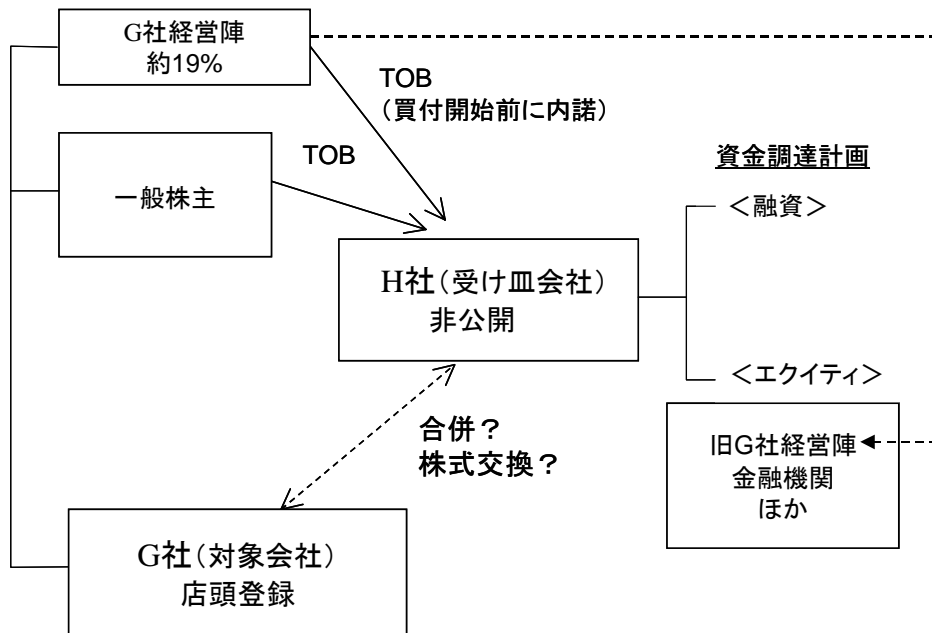 G社経営陣
約19%
TOB
(買付開始前に内諾)
TOB
一般株主
資金調達計画
<融資>
H社(受け皿会社)
非公開
<エクイティ>
合併?
株式交換?
旧G社経営陣
金融機関
ほか
G社(対象会社)
店頭登録